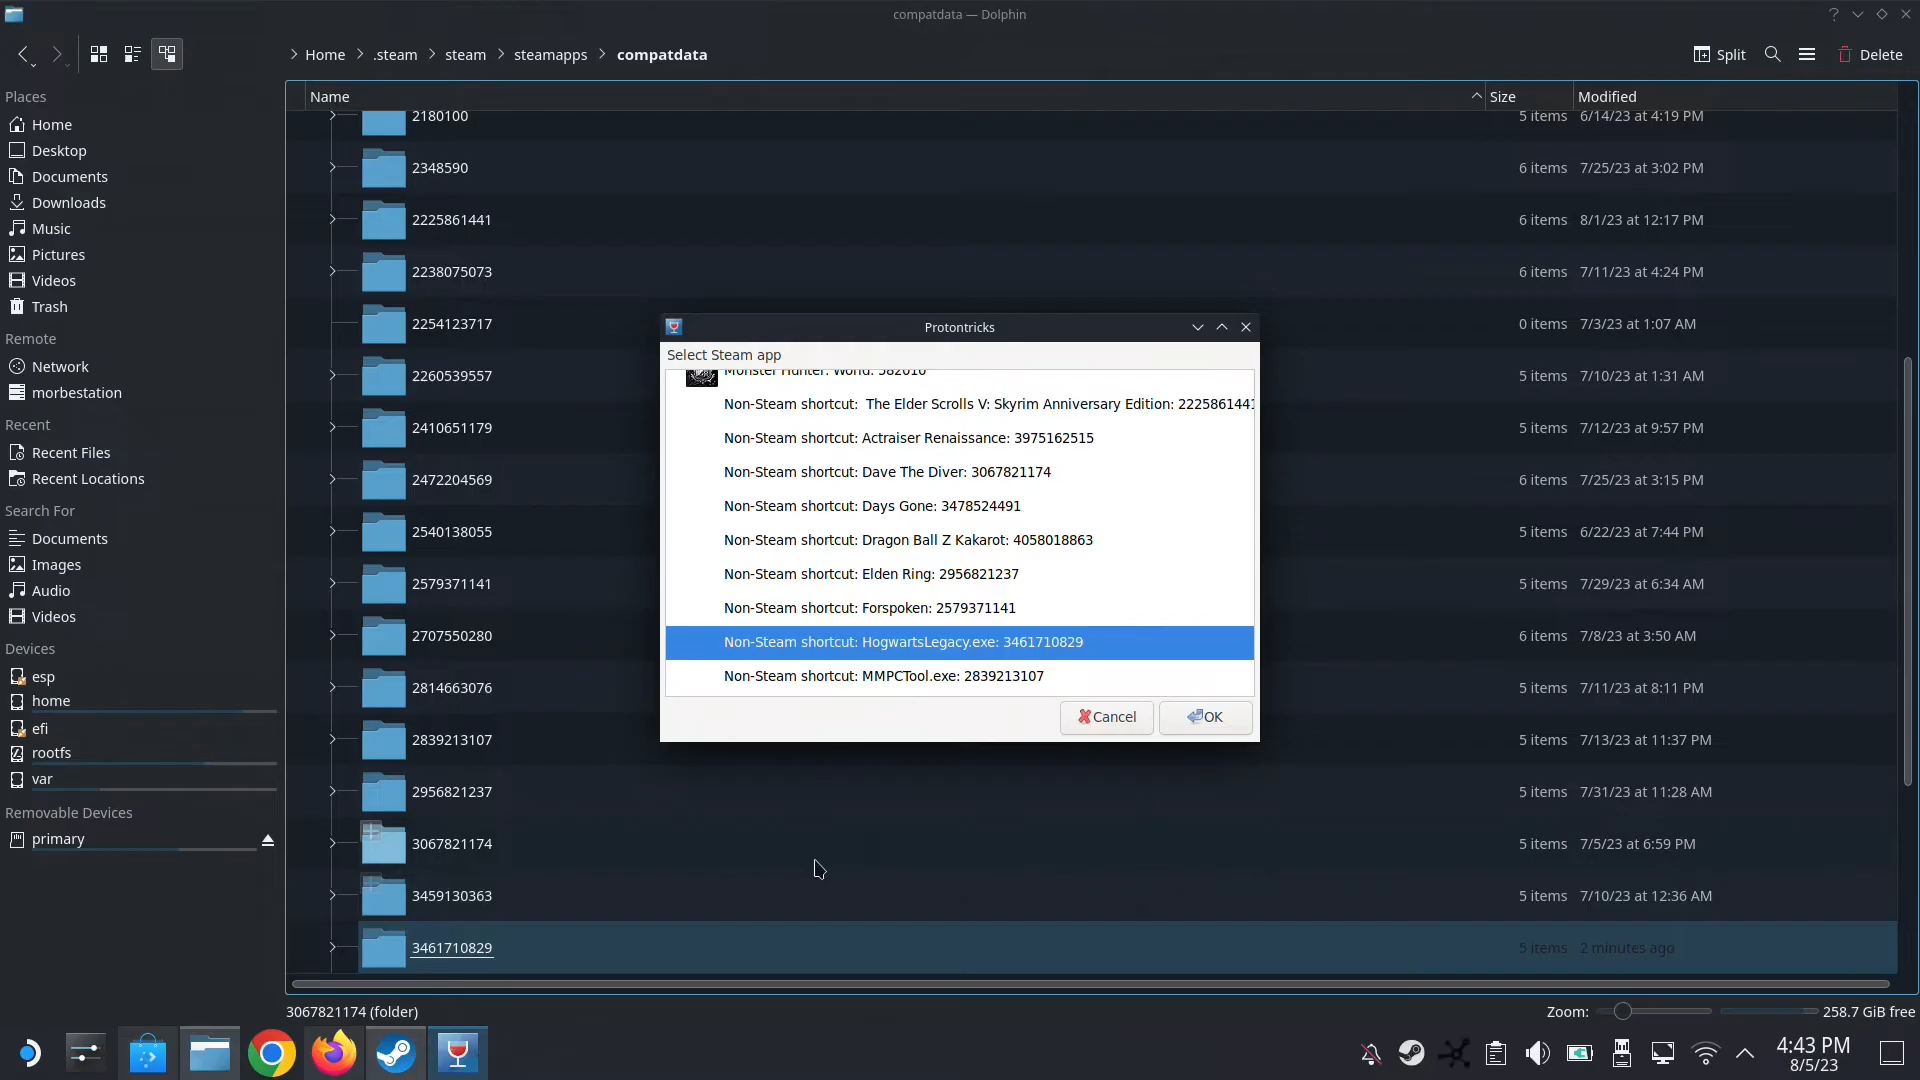 compatdata — Dolphin
Home .steam steam steamapps compatdata
Split
Delete
Places
Home
Desktop
Documents
Downloads
Music
Pictures
Videos
Trash
Remote
Network
morbestation
Recent
Recent Files
Recent Locations
Search For
Documents
Images
Audio
Videos
Devices
esp
home
efi
rootfs
var
Removable Devices
primary
Name Size Modified
2180100 5 items 6/14/23 at 4:19 PM
2348590 6 items 7/25/23 at 3:02 PM
2225861441 6 items 8/1/23 at 12:17 PM
2238075073 6 items 7/11/23 at 4:24 PM
2254123717 0 items 7/3/23 at 1:07 AM
2260539557 5 items 7/10/23 at 1:31 AM
2410651179 5 items 7/12/23 at 9:57 PM
2472204569 6 items 7/25/23 at 3:15 PM
2540138055 5 items 6/22/23 at 7:44 PM
2579371141 5 items 7/29/23 at 6:34 AM
2707550280 6 items 7/8/23 at 3:50 AM
2814663076 5 items 7/11/23 at 8:11 PM
2839213107 5 items 7/13/23 at 11:37 PM
2956821237 5 items 7/31/23 at 11:28 AM
3067821174 5 items 7/5/23 at 6:59 PM
3459130363 5 items 7/10/23 at 12:36 AM
3461710829 5 items 2 minutes ago
Protontricks
Select Steam app
Monster Hunter: World: 582010
Non-Steam shortcut:  The Elder Scrolls V: Skyrim Anniversary Edition: 2225861441
Non-Steam shortcut: Actraiser Renaissance: 3975162515
Non-Steam shortcut: Dave The Diver: 3067821174
Non-Steam shortcut: Days Gone: 3478524491
Non-Steam shortcut: Dragon Ball Z Kakarot: 4058018863
Non-Steam shortcut: Elden Ring: 2956821237
Non-Steam shortcut: Forspoken: 2579371141
Non-Steam shortcut: HogwartsLegacy.exe: 3461710829
Non-Steam shortcut: MMPCTool.exe: 2839213107
Cancel OK
3067821174 (folder)
Zoom: 258.7 GiB free
4:43 PM
8/5/23